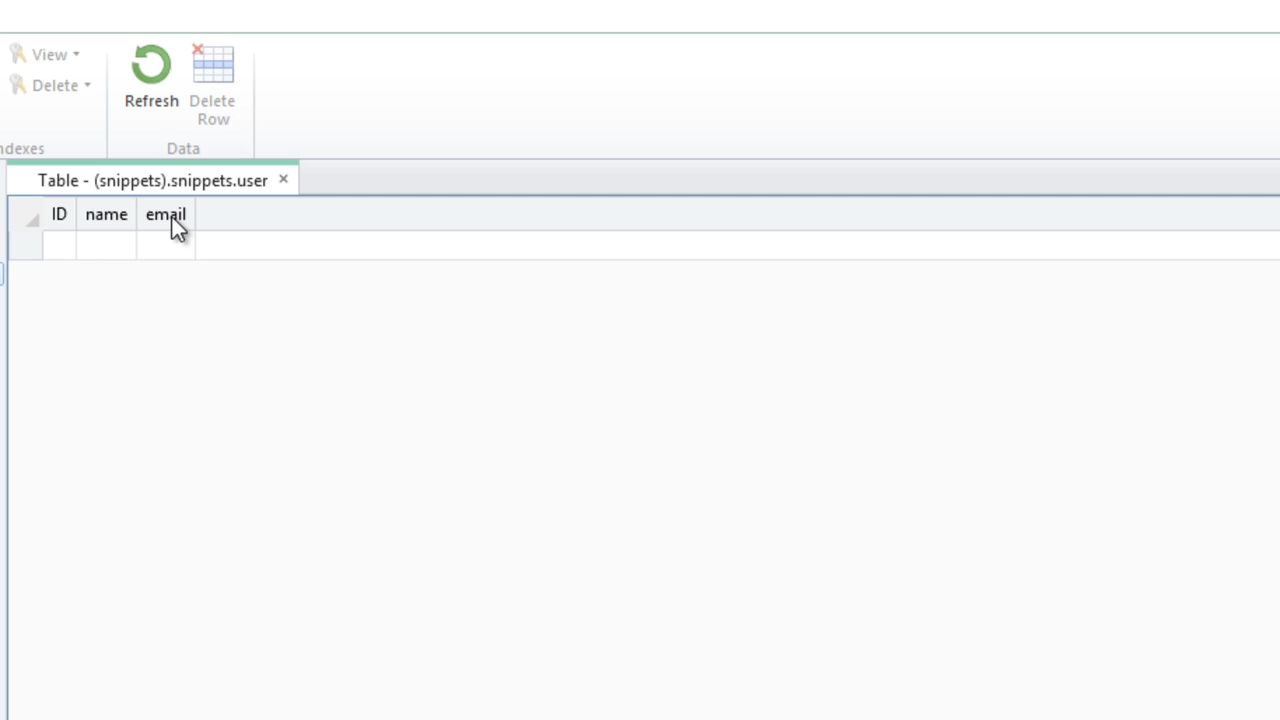 View
Delete
Refresh
Delete
Row
ndexes
Data
Table - (snippets).snippets.user
ID name email